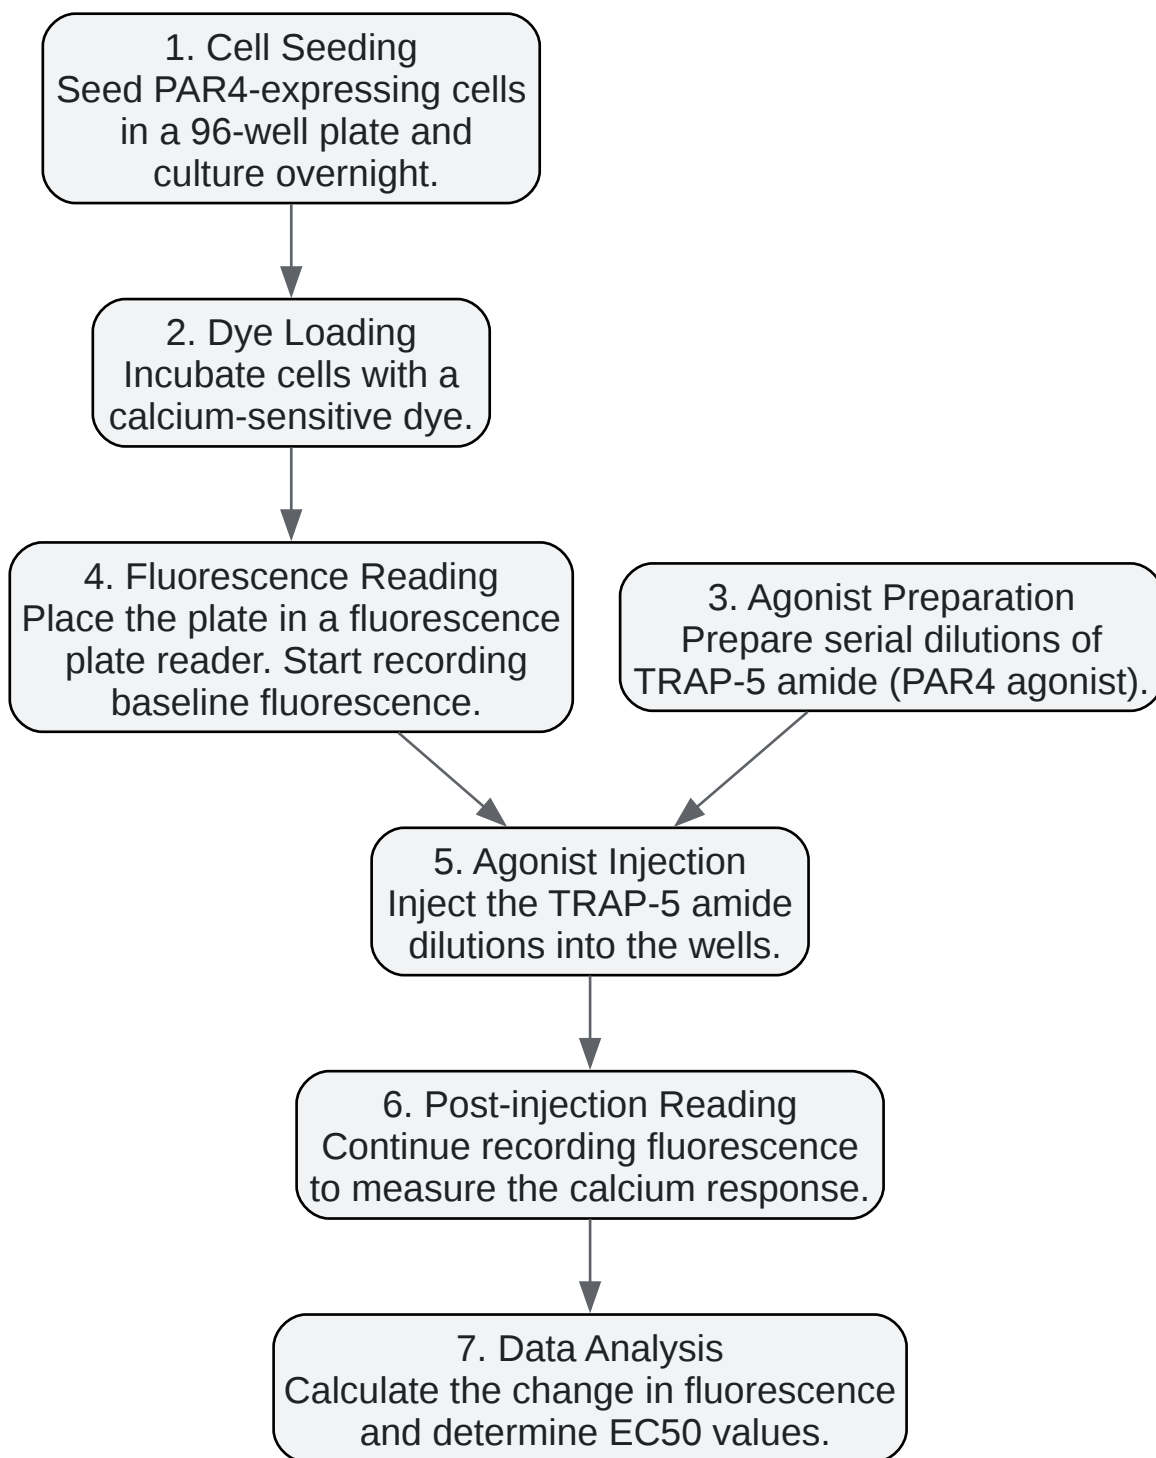 1. Cell Seeding
Seed PAR4-expressing cells
in a 96-well plate and
culture overnight.
2. Dye Loading
Incubate cells with a
calcium-sensitive dye.
4. Fluorescence Reading
Place the plate in a fluorescence
plate reader. Start recording
baseline fluorescence.
3. Agonist Preparation
Prepare serial dilutions of
TRAP-5 amide (PAR4 agonist).
5. Agonist Injection
Inject the TRAP-5 amide
dilutions into the wells.
6. Post-injection Reading
Continue recording fluorescence
to measure the calcium response.
7. Data Analysis
Calculate the change in fluorescence
and determine EC50 values.